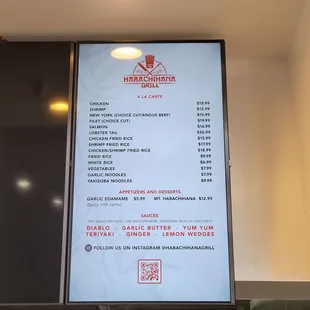 HABACHIHANA
GRILL
A LA CARTE
CHICKEN $10.99
SHRIMP $12.99
NEW YORK (CHOICE CUT/ANGUS BEEF) $15.99
FILET (CHOICE CUT) $19.99
SALMON $16.99
LOBSTER TAIL $26.99
CHICKEN FRIED RICE $15.99
SHRIMP FRIED RICE $17.99
CHICKEN/SHRIMP FRIED RICE $18.99
FRIED RICE $9.99
WHITE RICE $6.99
VEGETABLES $7.99
GARLIC NOODLES $7.99
YAKISOBA NOODLES $9.99
APPETIZERS AND DESSERTS
GARLIC EDAMAME $5.99 MT. HABACHIHANA $12.99
SAUCES
DIABLO - GARLIC BUTTER - YUM YUM
TERIYAKI - GINGER - LEMON WEDGES
FOLLOW US ON INSTAGRAM @HABACHIHANAGRILL